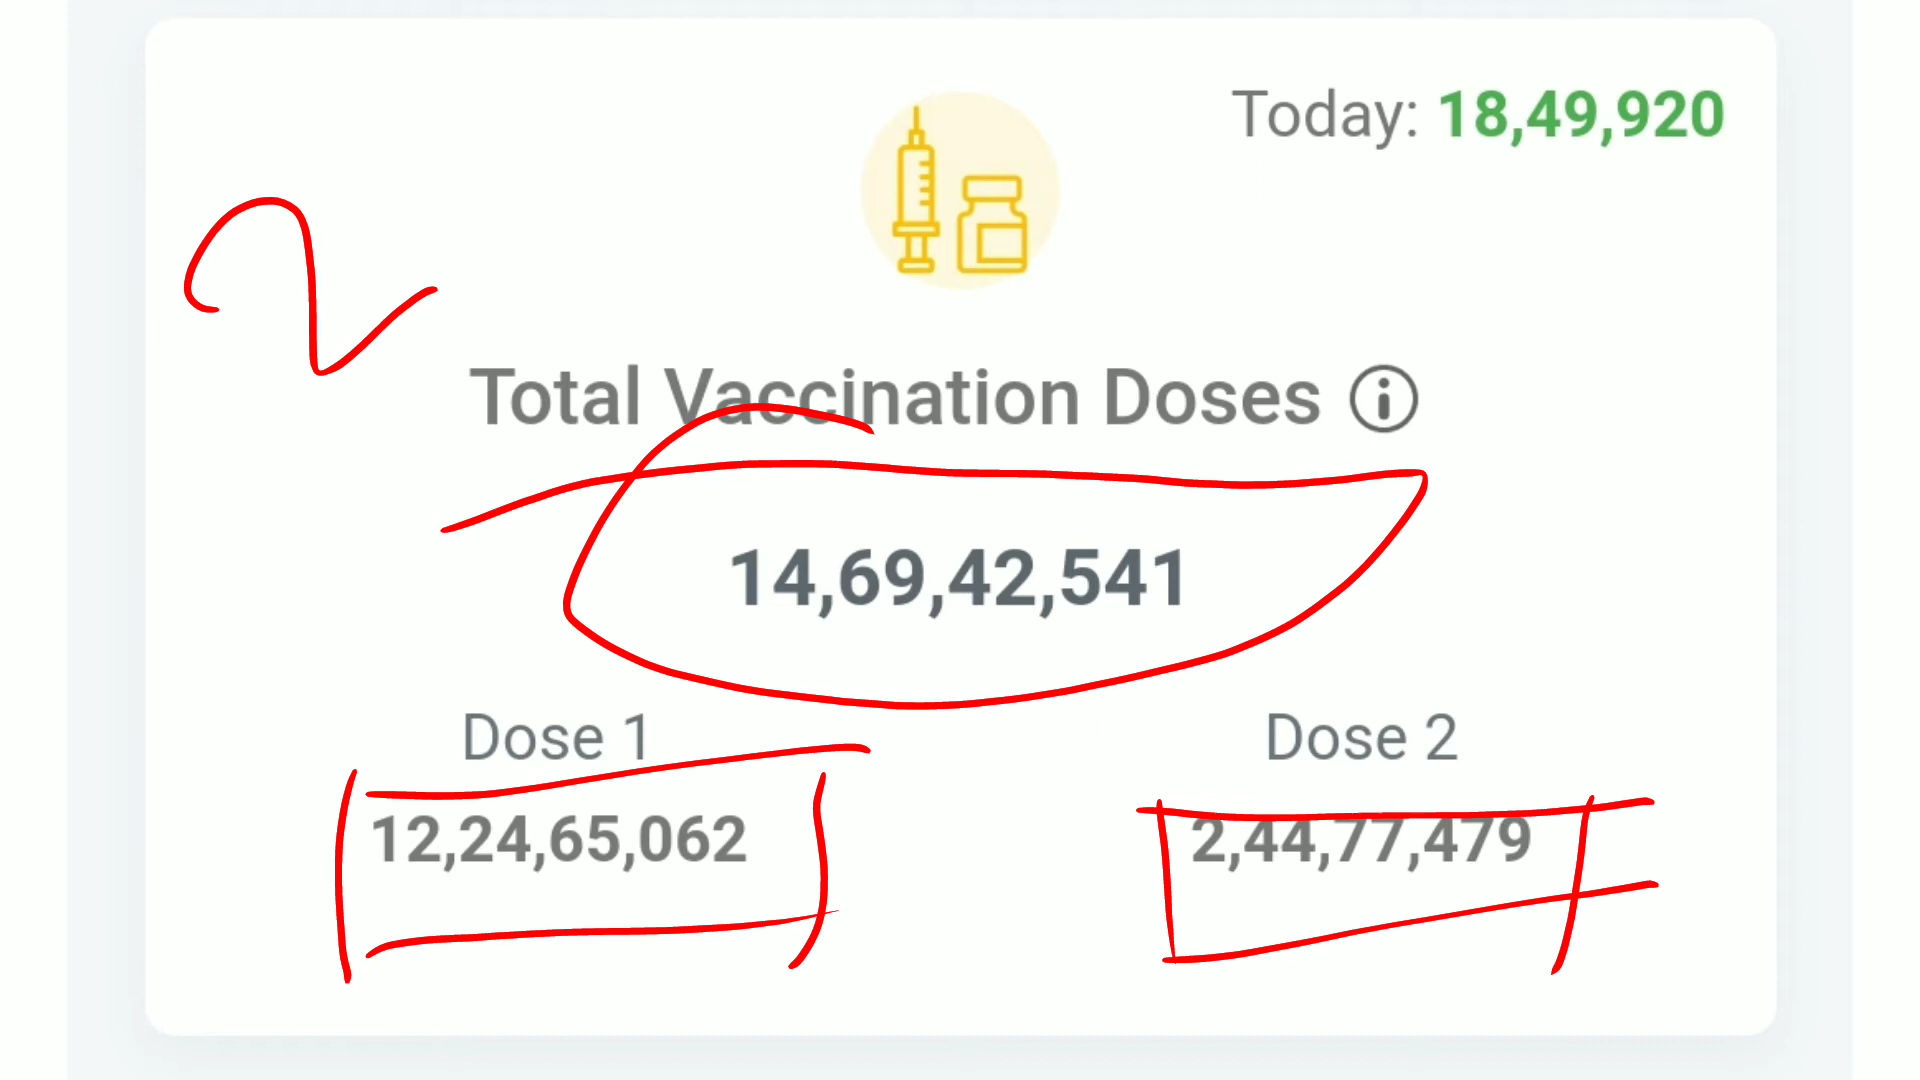 Today: 18,49,920
2
Total Vaccination Doses
14,69,42,541
Dose 1
Dose 2
12,24,65,062
2,44,77,479